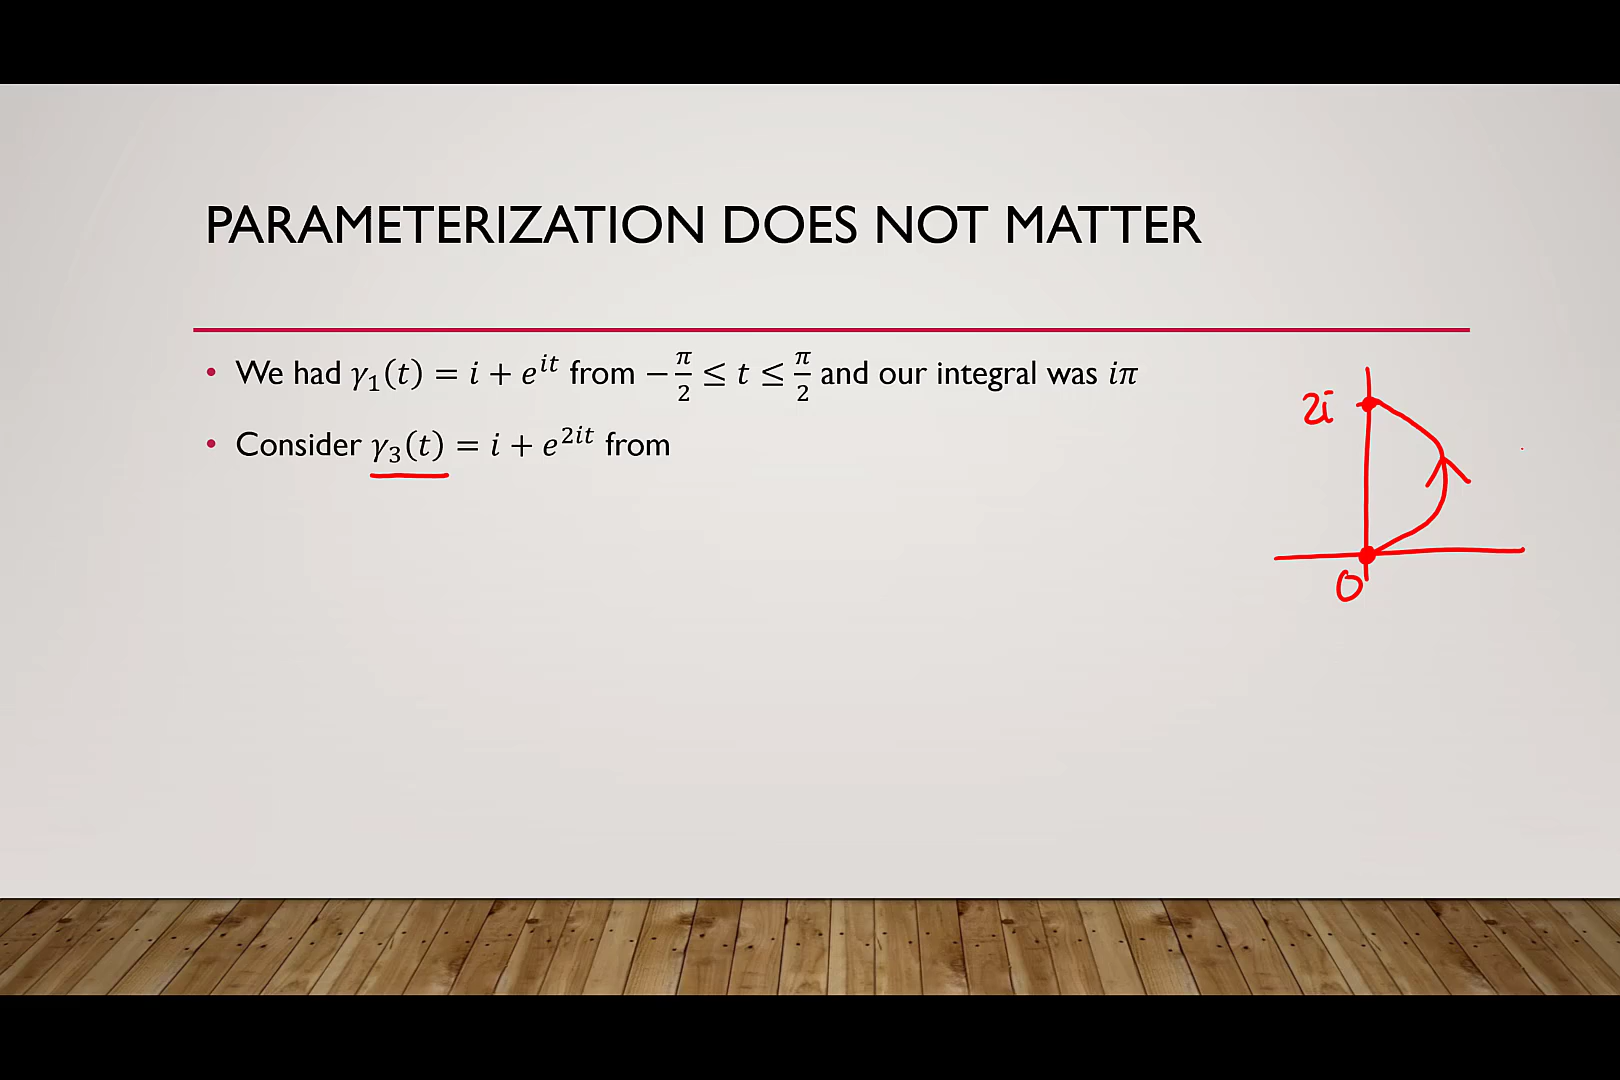 PARAMETERIZATION DOES NOT MATTER
• We had γ₁(t) = i + e^{it} from −π/2 ≤ t ≤ π/2 and our integral was iπ
• Consider γ₃(t) = i + e^{2it} from
2i
0